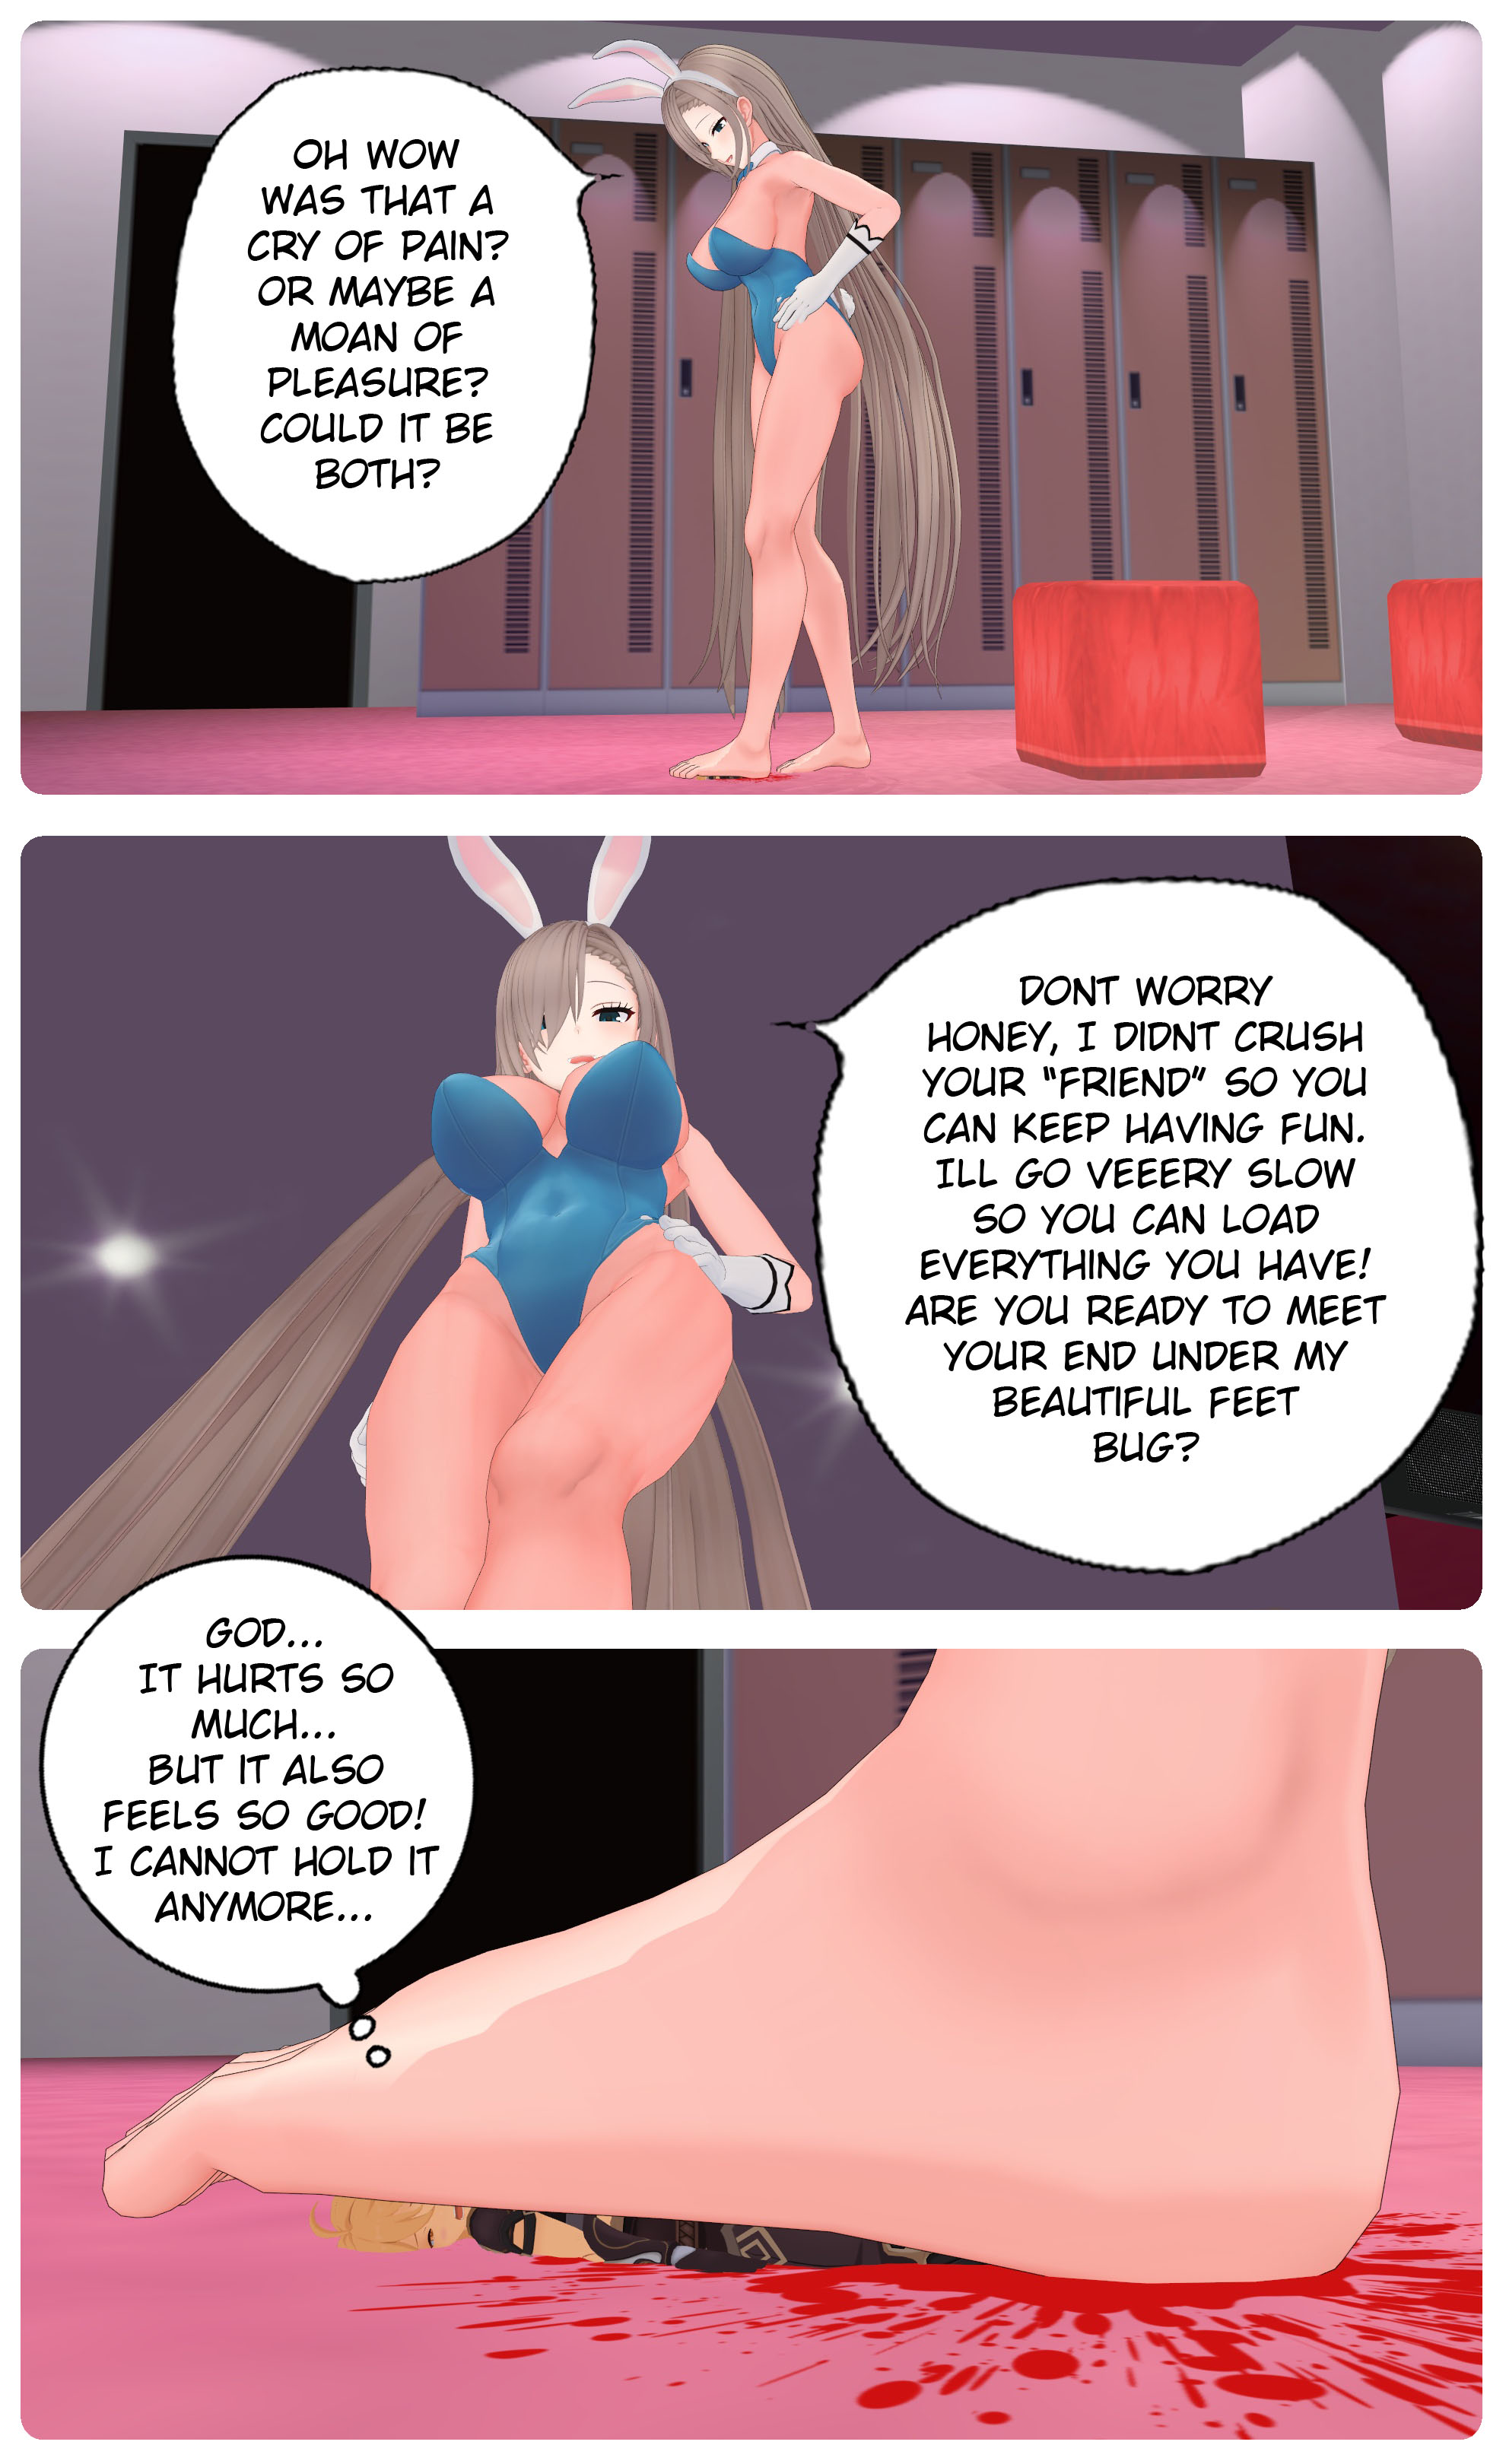 OH WOW
WAS THAT A
CRY OF PAIN?
OR MAYBE A
MOAN OF
PLEASURE?
COULD IT BE
BOTH?
DONT WORRY
HONEY, I DIDNT CRUSH
YOUR "FRIEND" SO YOU
CAN KEEP HAVING FUN.
ILL GO VEEERY SLOW
SO YOU CAN LOAD
EVERYTHING YOU HAVE!
ARE YOU READY TO MEET
YOUR END UNDER MY
BEAUTIFUL FEET
BUG?
GOD...
IT HURTS SO
MUCH...
BUT IT ALSO
FEELS SO GOOD!
I CANNOT HOLD IT
ANYMORE...